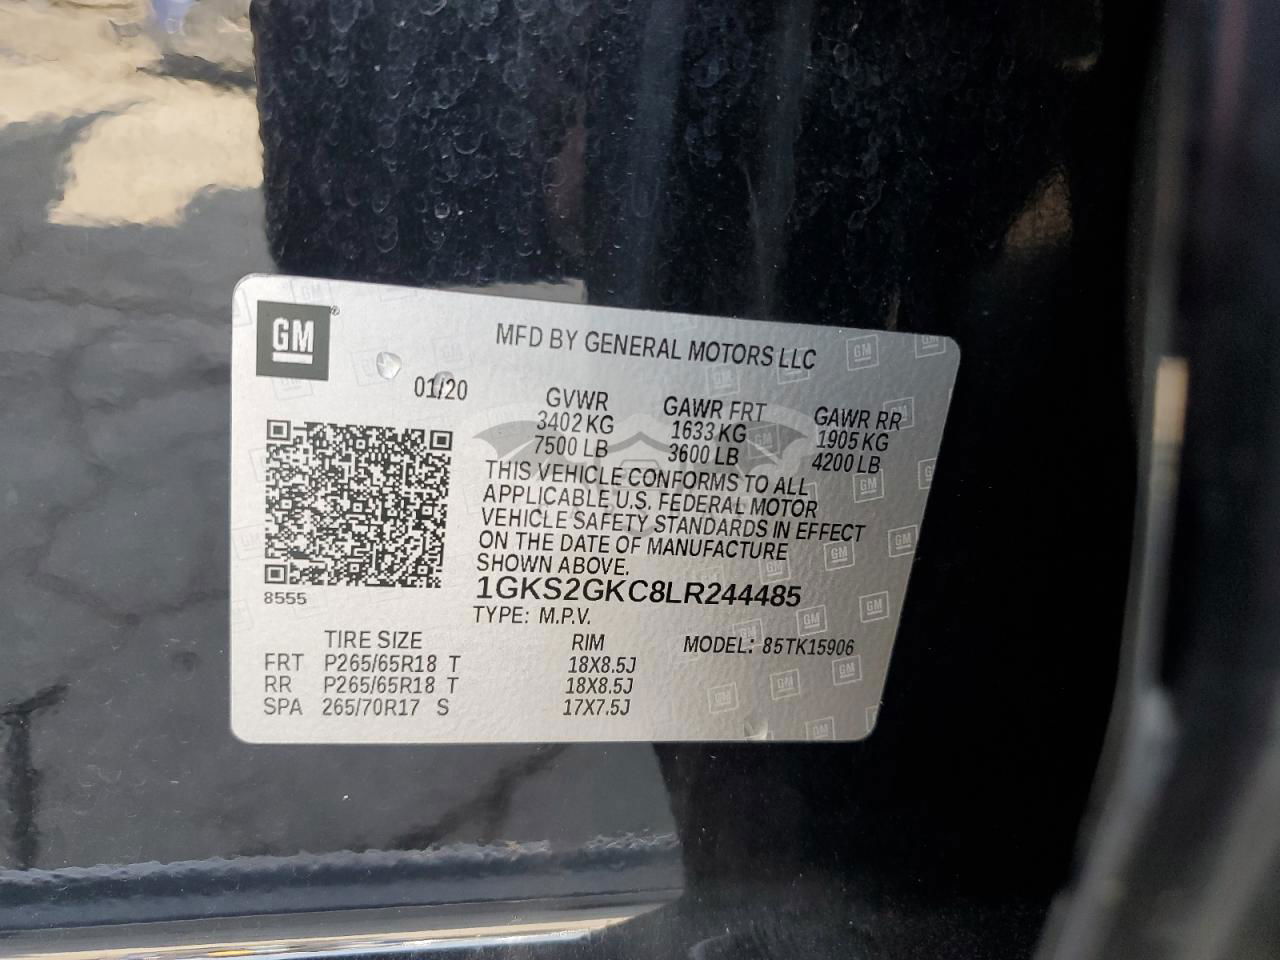 GM
MFD BY GENERAL MOTORS LLC
01/20
GVWR GAWR FRT GAWR RR
3402 KG 1633 KG 1905 KG
7500 LB 3600 LB 4200 LB
THIS VEHICLE CONFORMS TO ALL
APPLICABLE U.S. FEDERAL MOTOR
VEHICLE SAFETY STANDARDS IN EFFECT
ON THE DATE OF MANUFACTURE
SHOWN ABOVE.
8555
1GKS2GKC8LR244485
TYPE: M.P.V.
TIRE SIZE RIM MODEL: 85TK15906
FRT P265/65R18 T 18X8.5J
RR P265/65R18 T 18X8.5J
SPA 265/70R17 S 17X7.5J